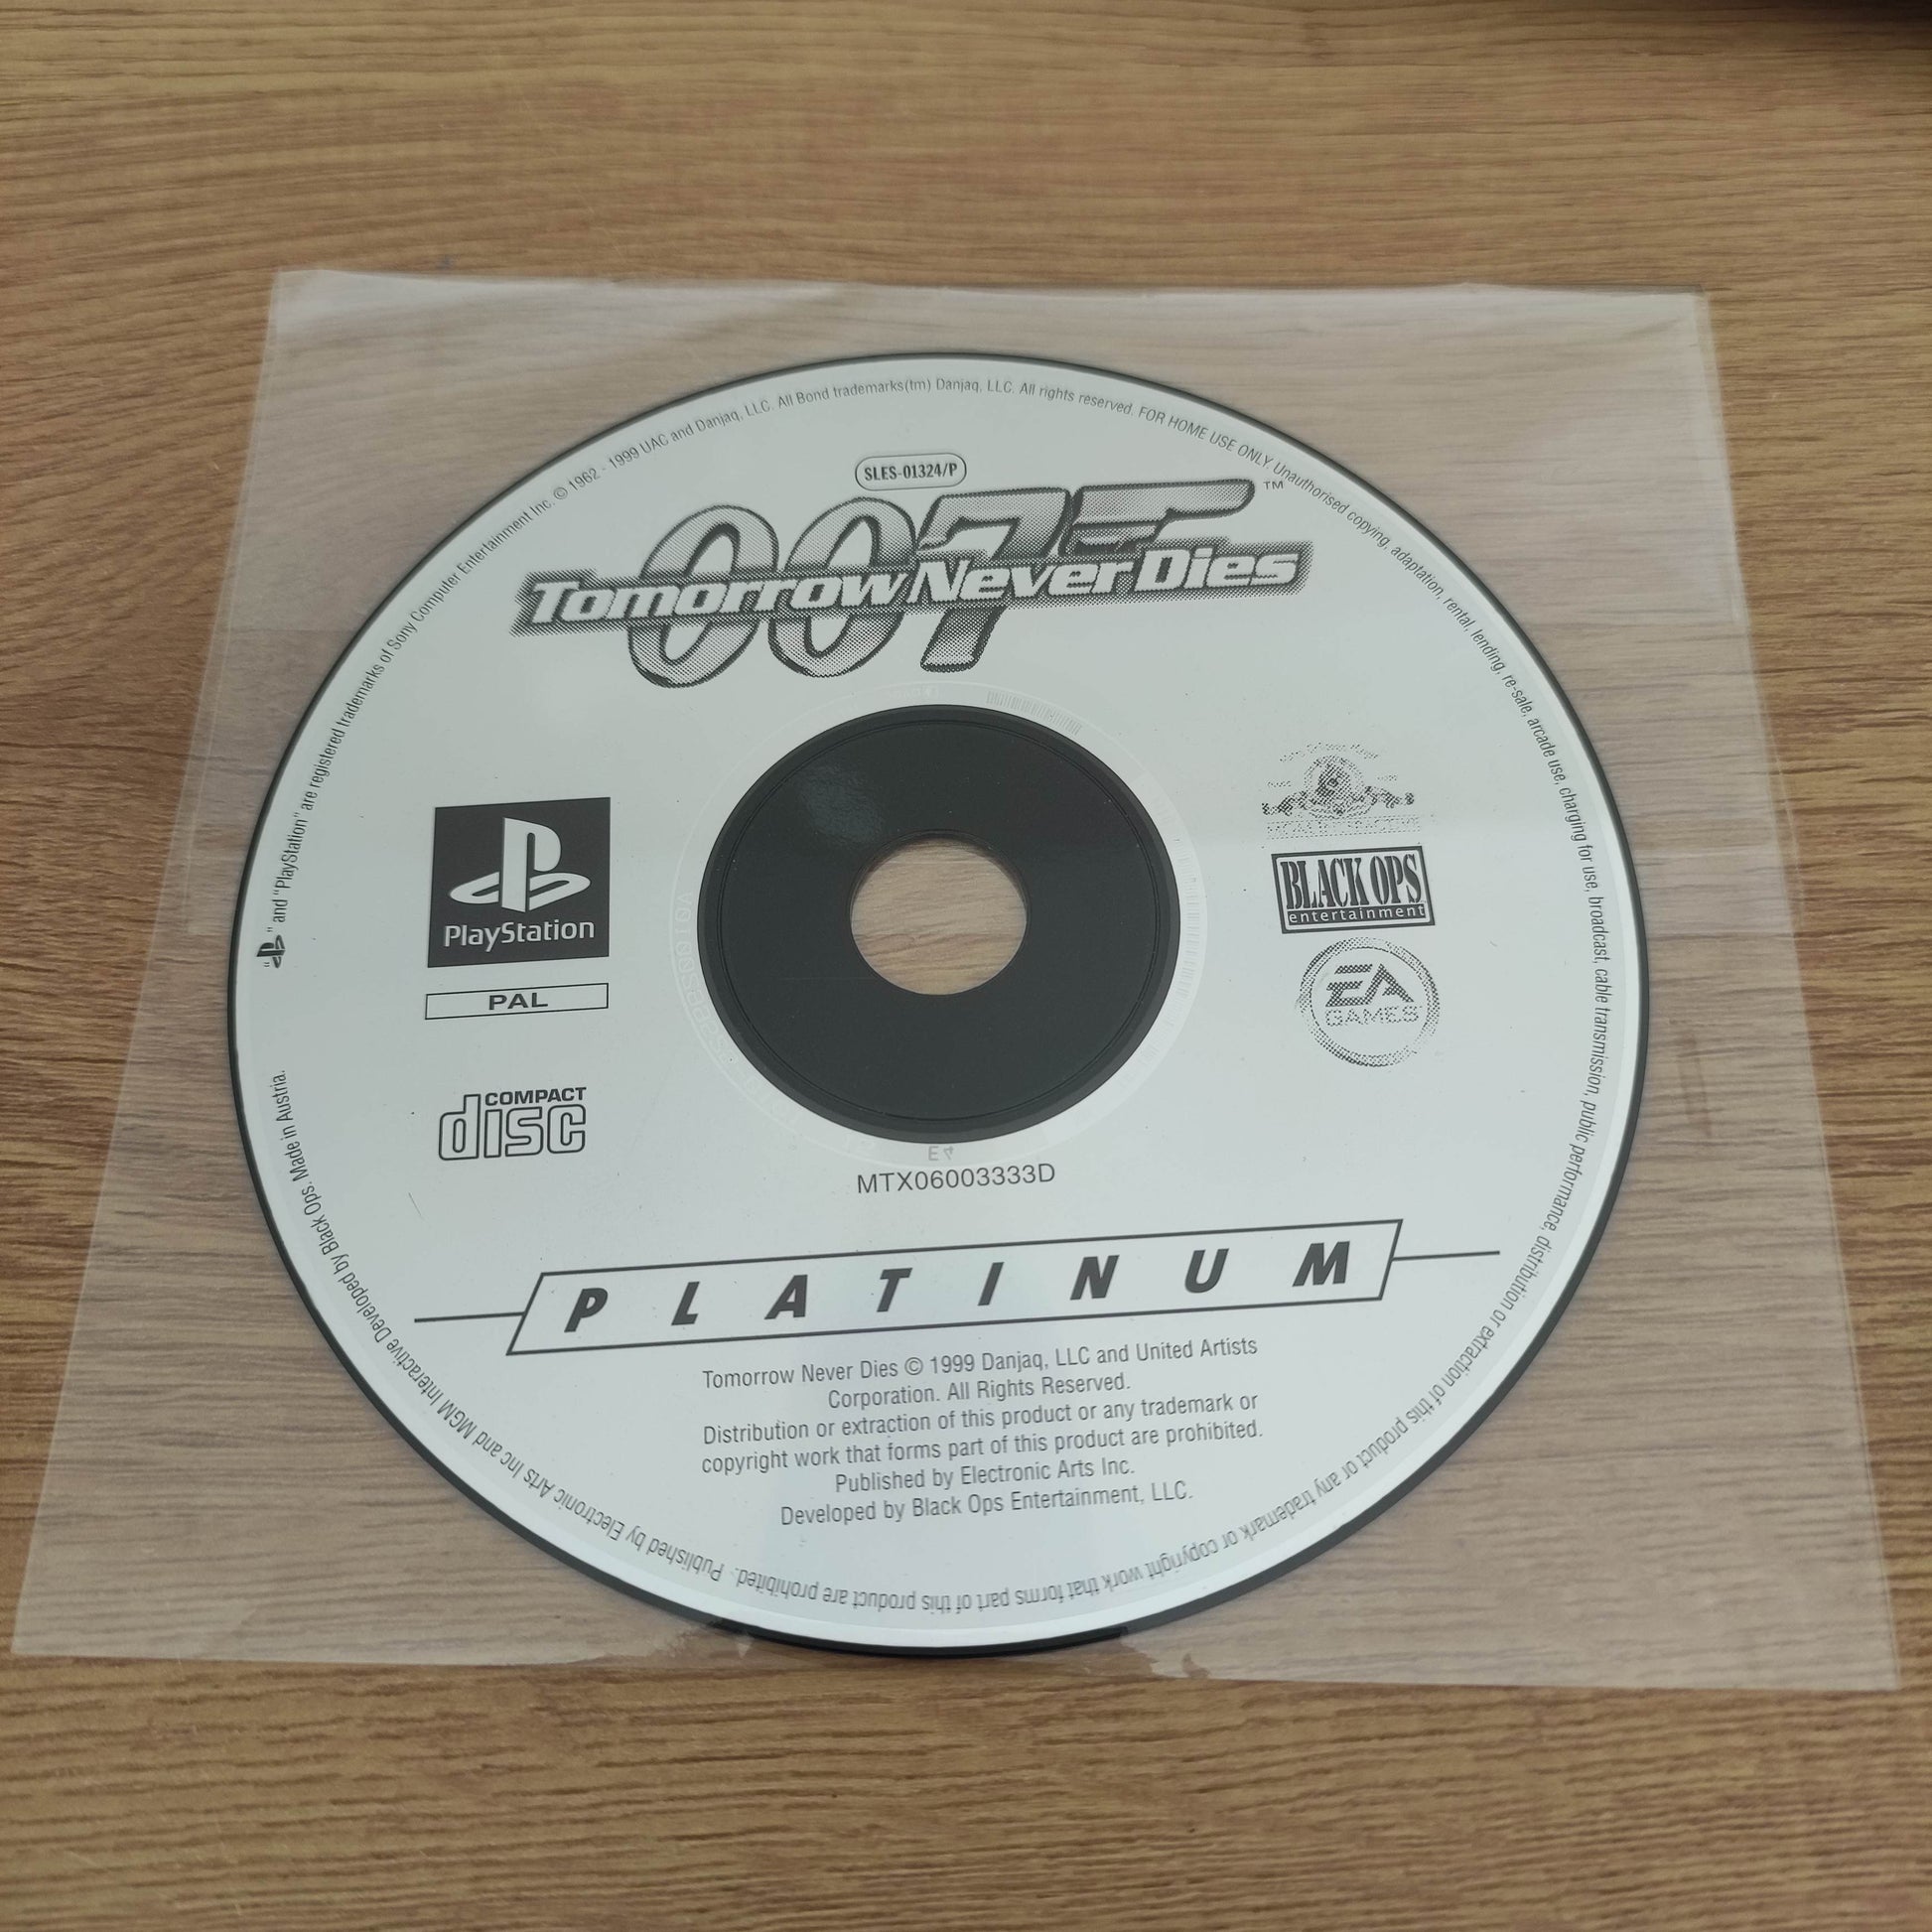 "PS" and "PlayStation" are registered trademarks of Sony Computer Entertainment Inc. © 1962 - 1999 UAC and Danjaq, LLC. All Bond trademarks(tm) Danjaq, LLC. All rights reserved. FOR HOME USE ONLY. Unauthorised copying, adaptation, rental, lending, re-sale, arcade use, charging for use, broadcast, cable transmission, public performance, distribution or extraction of this product or any trademark or copyright work that forms part of this product are prohibited. Published by Electronic Arts Inc and MGM Interactive Developed by Black Ops. Made in Austria.
SLES-01324/P
007 TM
Tomorrow Never Dies
PlayStation
PAL
COMPACT
disc
BLACK OPS
entertainment
EA
GAMES
MTX06003333D
PLATINUM
Tomorrow Never Dies © 1999 Danjaq, LLC and United Artists
Corporation. All Rights Reserved.
Distribution or extraction of this product or any trademark or
copyright work that forms part of this product are prohibited.
Published by Electronic Arts Inc.
Developed by Black Ops Entertainment, LLC.